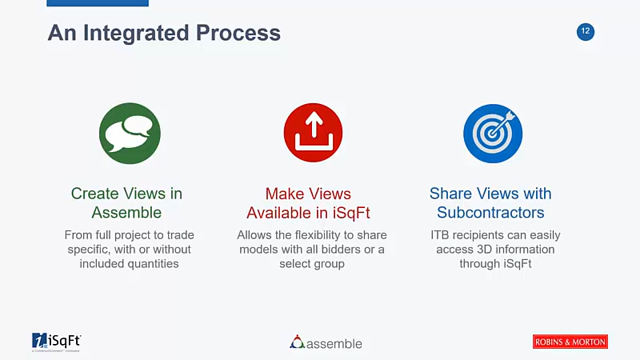 An Integrated Process
12
Create Views in
Assemble
From full project to trade
specific, with or without
included quantities
Make Views
Available in iSqFt
Allows the flexibility to share
models with all bidders or a
select group
Share Views with
Subcontractors
ITB recipients can easily
access 3D information
through iSqFt
iSqFt
assemble
ROBINS & MORTON